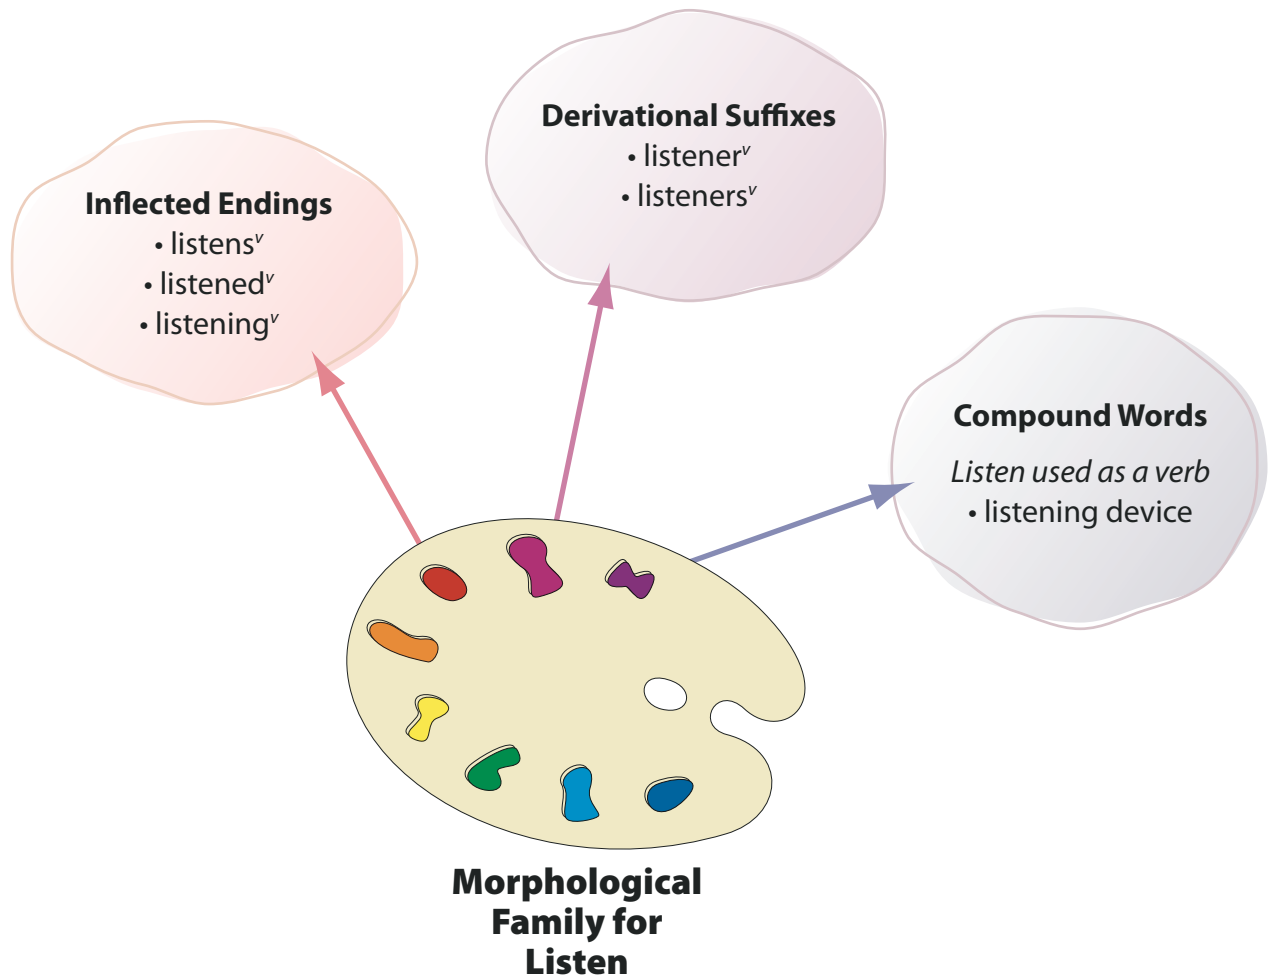 Derivational Suffixes
• listenerᵛ
• listenersᵛ
Inflected Endings
• listensᵛ
• listenedᵛ
• listeningᵛ
Compound Words
Listen used as a verb
• listening device
Morphological
Family for
Listen